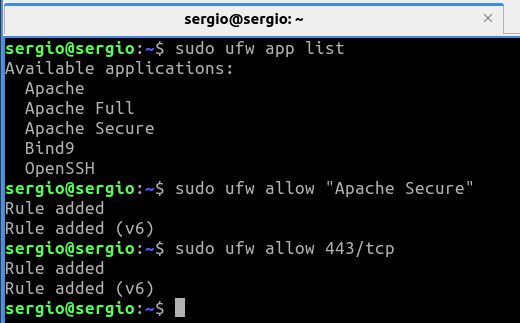 sergio@sergio: ~
sergio@sergio:~$ sudo ufw app list
Available applications:
  Apache
  Apache Full
  Apache Secure
  Bind9
  OpenSSH
sergio@sergio:~$ sudo ufw allow "Apache Secure"
Rule added
Rule added (v6)
sergio@sergio:~$ sudo ufw allow 443/tcp
Rule added
Rule added (v6)
sergio@sergio:~$